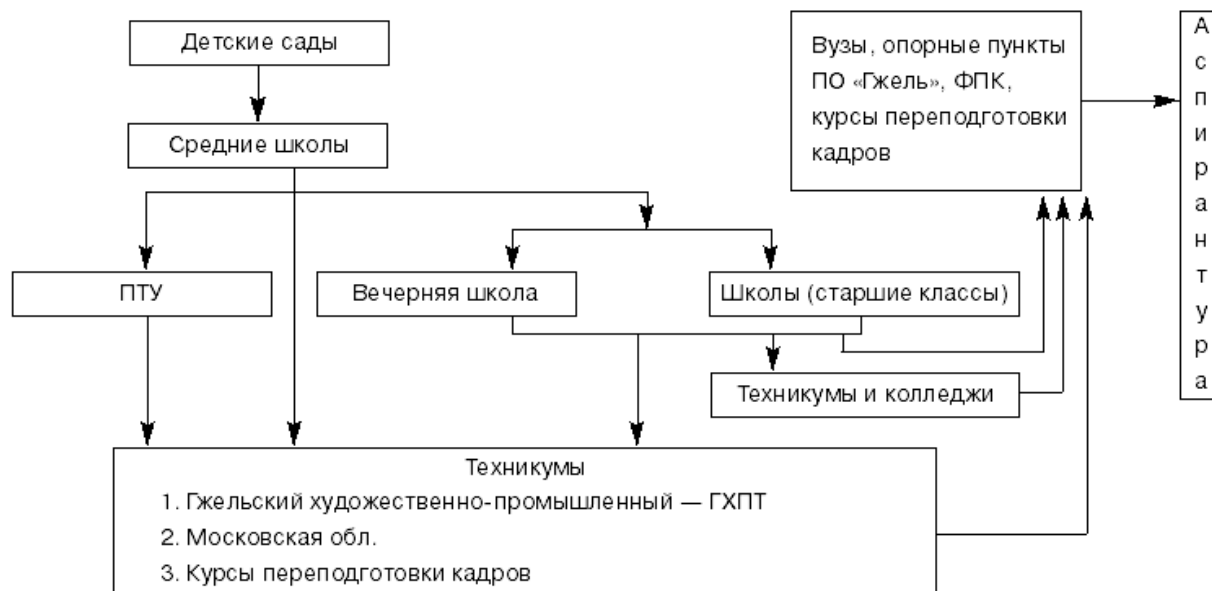 Детские сады
Средние школы
Вузы, опорные пункты
ПО «Гжель», ФПК,
курсы переподготовки
кадров
Аспирантура
ПТУ
Вечерняя школа
Школы (старшие классы)
Техникумы и колледжи
Техникумы
1. Гжельский художественно-промышленный — ГХПТ
2. Московская обл.
3. Курсы переподготовки кадров